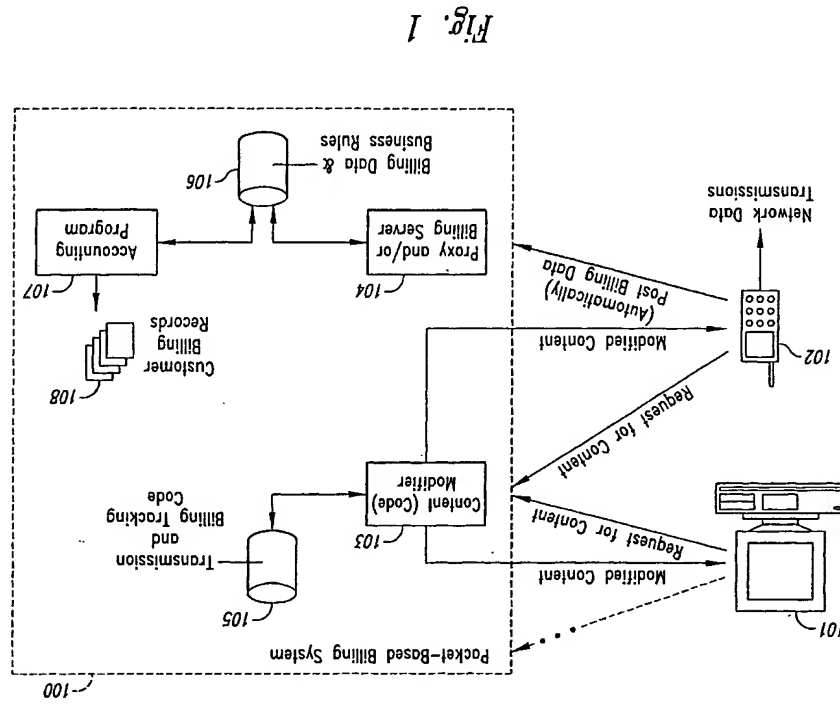 Fig. 1
100
Packet-Based Billing System
101
Modified Content
Request for Content
103
Content (Code)
Modifier
105
Transmission
and
Billing Tracking
Code
102
Request for Content
Modified Content
(Automatically)
Post Billing Data
Network Data
Transmissions
104
Proxy and/or
Billing Server
106
Billing Data &
Business Rules
107
Accounting
Program
108
Customer
Billing
Records